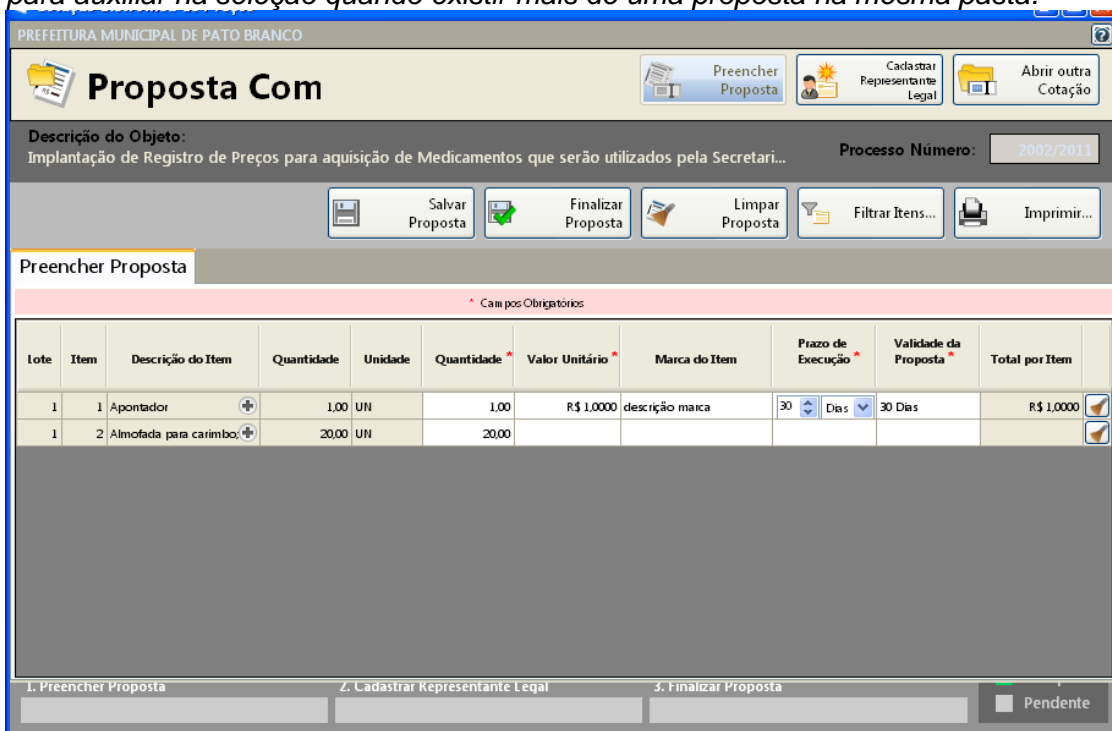 para auxiliar na seleção quando existir mais de uma proposta na mesma pasta.
PREFEITURA MUNICIPAL DE PATO BRANCO
Proposta Com
Preencher
Proposta
Cadastrar
Representante
Legal
Abrir outra
Cotação
Descrição do Objeto:
Implantação de Registro de Preços para aquisição de Medicamentos que serão utilizados pela Secretari...
Processo Número: 2002/2011
Salvar
Proposta
Finalizar
Proposta
Limpar
Proposta
Filtrar Itens...
Imprimir...
Preencher Proposta
* Campos Obrigatórios
Lote Item Descrição do Item Quantidade Unidade Quantidade * Valor Unitário * Marca do Item Prazo de Execução * Validade da Proposta * Total por Item
1 1 Apontador 1,00 UN 1,00 R$ 1,0000 descrição marca 30 Dias 30 Dias R$ 1,0000
1 2 Almofada para carimbo; 20,00 UN 20,00
1. Preencher Proposta 2. Cadastrar Representante Legal 3. Finalizar Proposta
Pendente